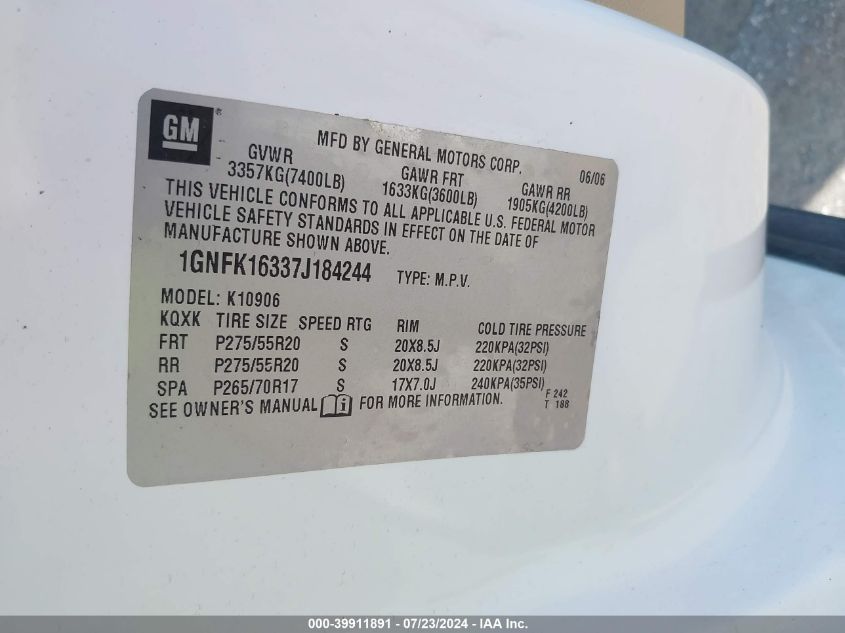 GM
MFD BY GENERAL MOTORS CORP. 06/06
GVWR GAWR FRT GAWR RR
3357KG(7400LB) 1633KG(3600LB) 1905KG(4200LB)
THIS VEHICLE CONFORMS TO ALL APPLICABLE U.S. FEDERAL MOTOR
VEHICLE SAFETY STANDARDS IN EFFECT ON THE DATE OF
MANUFACTURE SHOWN ABOVE.
1GNFK16337J184244 TYPE: M.P.V.
MODEL: K10906
KQXK TIRE SIZE SPEED RTG RIM COLD TIRE PRESSURE
FRT P275/55R20 S 20X8.5J 220KPA(32PSI)
RR P275/55R20 S 20X8.5J 220KPA(32PSI)
SPA P265/70R17 S 17X7.0J 240KPA(35PSI)
SEE OWNER'S MANUAL i FOR MORE INFORMATION. F 242
T 188
000-39911891 - 07/23/2024 - IAA Inc.